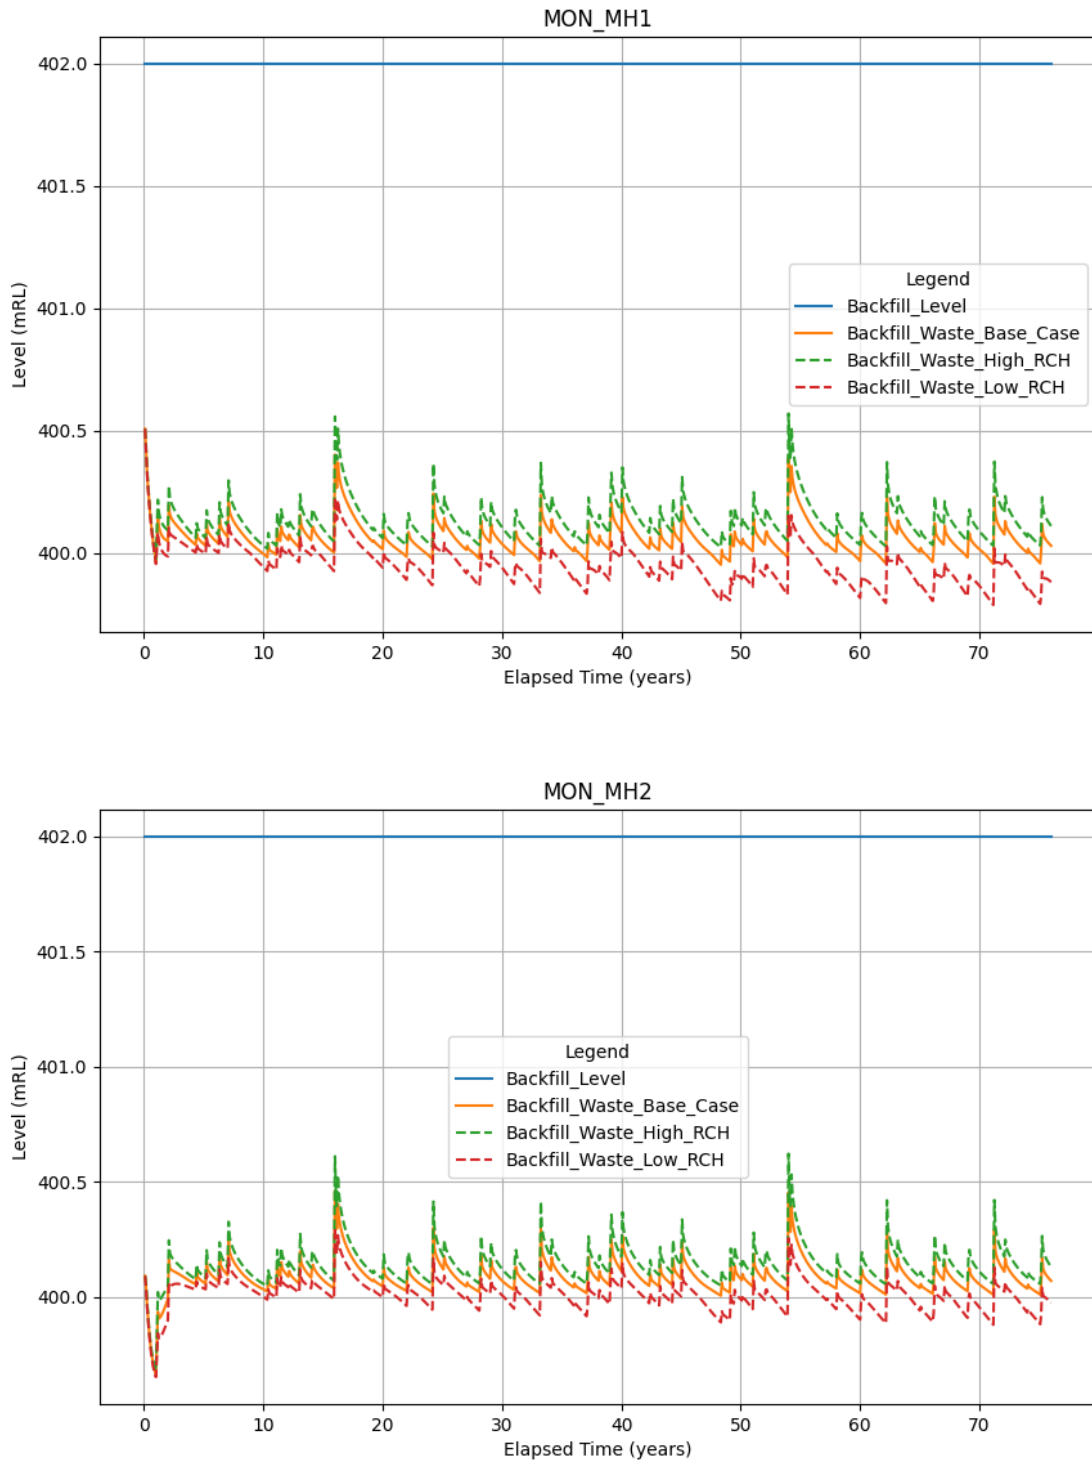 MON_MH1
402.0
401.5
401.0
400.5
400.0
Level (mRL)
Legend
Backfill_Level
Backfill_Waste_Base_Case
Backfill_Waste_High_RCH
Backfill_Waste_Low_RCH
0 10 20 30 40 50 60 70
Elapsed Time (years)
MON_MH2
402.0
401.5
401.0
400.5
400.0
Level (mRL)
Legend
Backfill_Level
Backfill_Waste_Base_Case
Backfill_Waste_High_RCH
Backfill_Waste_Low_RCH
0 10 20 30 40 50 60 70
Elapsed Time (years)